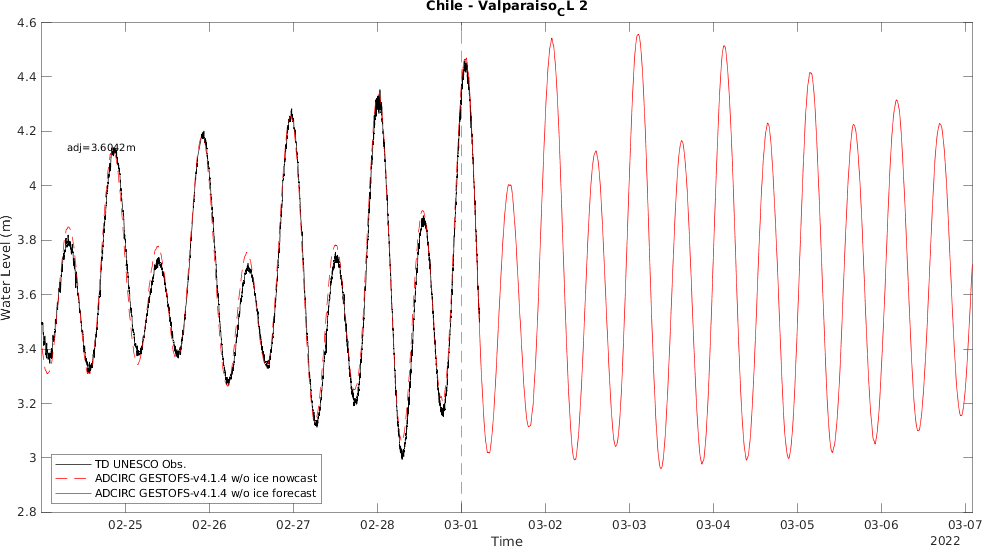 Chile - Valparaiso_CL 2
4.6
4.4
4.2
4
3.8
3.6
3.4
3.2
3
2.8
Water Level (m)
adj=3.6042m
TD UNESCO Obs.
ADCIRC GESTOFS-v4.1.4 w/o ice nowcast
ADCIRC GESTOFS-v4.1.4 w/o ice forecast
02-25 02-26 02-27 02-28 03-01 03-02 03-03 03-04 03-05 03-06 03-07
Time
2022